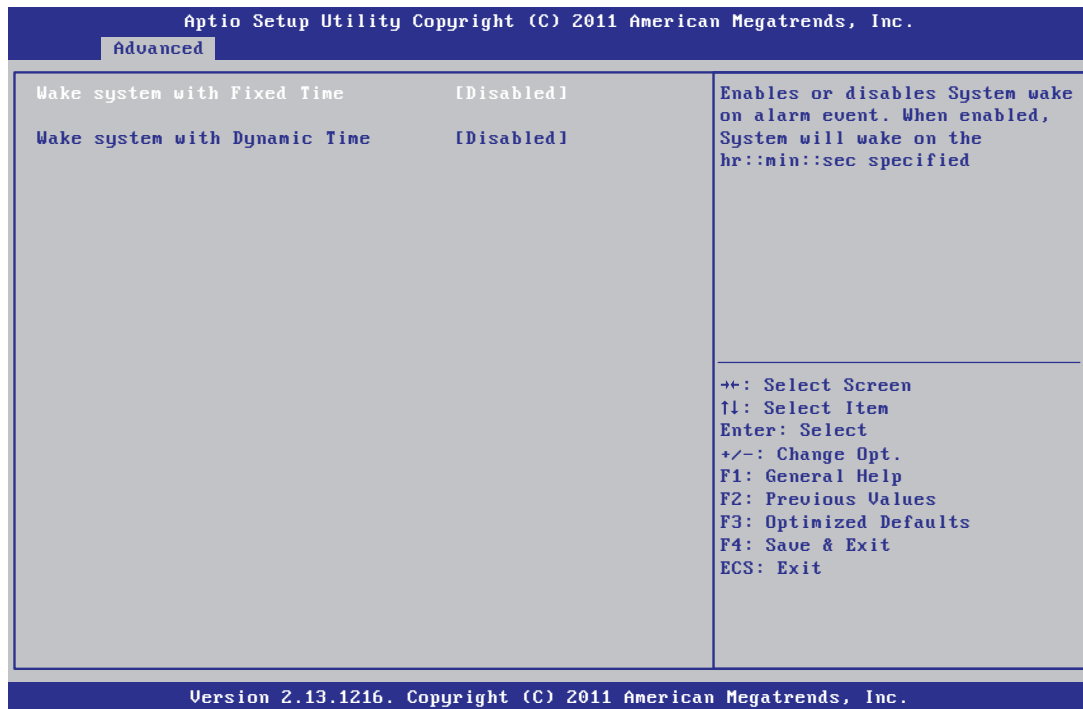 Aptio Setup Utility Copyright (C) 2011 American Megatrends, Inc.
Advanced
Wake system with Fixed Time [Disabled]
Wake system with Dynamic Time [Disabled]
Enables or disables System wake
on alarm event. When enabled,
System will wake on the
hr::min::sec specified
→←: Select Screen
↑↓: Select Item
Enter: Select
+/-: Change Opt.
F1: General Help
F2: Previous Values
F3: Optimized Defaults
F4: Save & Exit
ECS: Exit
Version 2.13.1216. Copyright (C) 2011 American Megatrends, Inc.